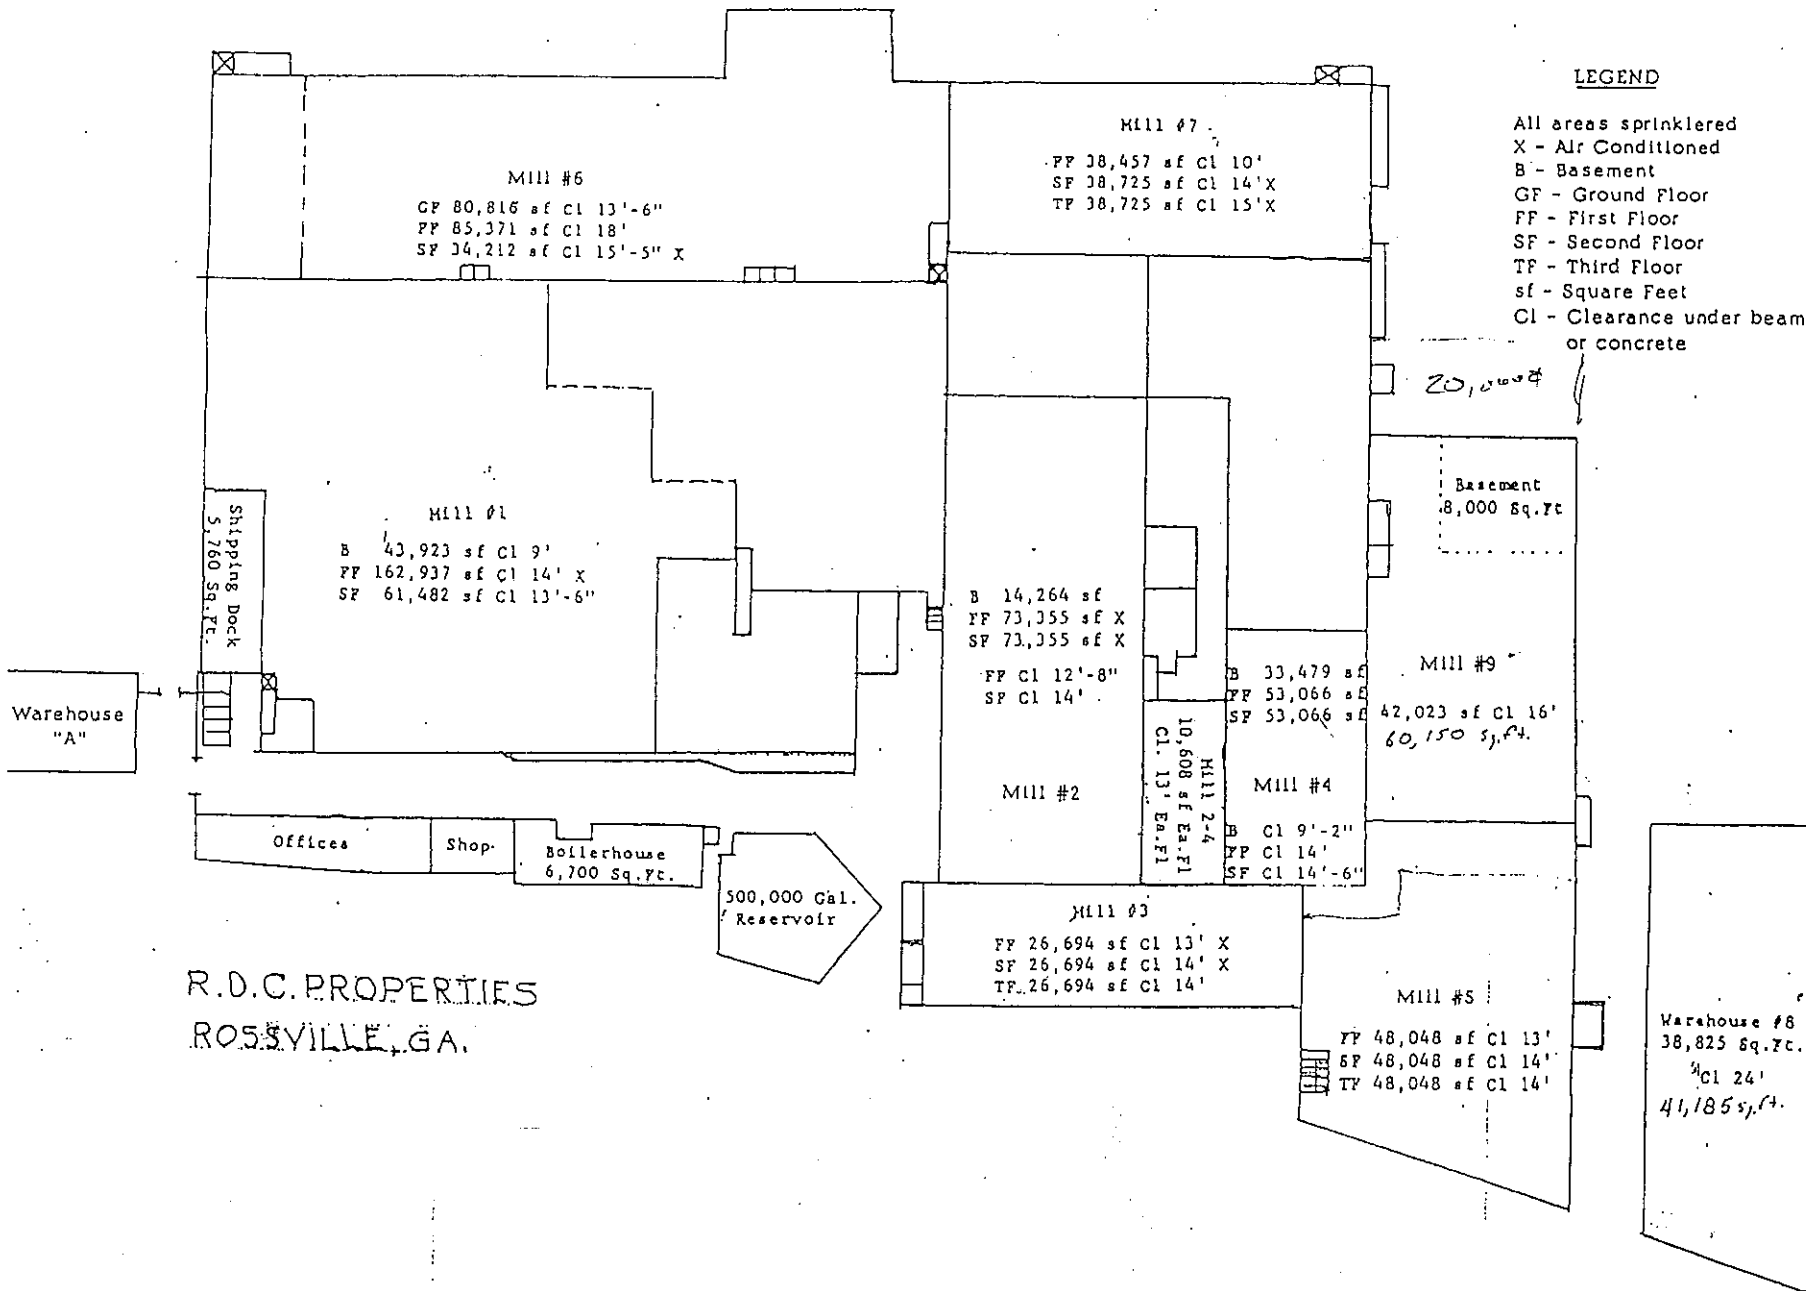 LEGEND
All areas sprinklered
X - Air Conditioned
B - Basement
GF - Ground Floor
FF - First Floor
SF - Second Floor
TF - Third Floor
sf - Square Feet
Cl - Clearance under beam
or concrete
Mill #7
FF 38,457 sf Cl 10'
SF 38,725 sf Cl 14'X
TF 38,725 sf Cl 15'X
Mill #6
GF 80,816 sf Cl 13'-6"
FF 85,371 sf Cl 18'
SF 34,212 sf Cl 15'-5" X
Basement
8,000 Sq.Ft
Mill #1
B 43,923 sf Cl 9'
FF 162,937 sf Cl 14' X
SF 61,482 sf Cl 13'-6"
Shipping Dock
5,760 Sq.Ft.
Warehouse
"A"
B 14,264 sf
FF 73,355 sf X
SF 73,355 sf X
FF Cl 12'-8"
SF Cl 14'
Mill #2
Mill 2-4
10,608 sf Ea.Fl
Cl. 13' Ea.Fl
B 33,479 sf
FF 53,066 sf
SF 53,066 sf
Mill #4
B Cl 9'-2"
FF Cl 14'
SF Cl 14'-6"
Mill #9
42,023 sf Cl 16'
60,150 sq.ft.
Offices
Shop
Boilerhouse
6,700 Sq.Ft.
500,000 Gal.
Reservoir
Mill #3
FF 26,694 sf Cl 13' X
SF 26,694 sf Cl 14' X
TF 26,694 sf Cl 14'
Mill #5
FF 48,048 sf Cl 13'
SF 48,048 sf Cl 14'
TF 48,048 sf Cl 14'
Warehouse #8
38,825 Sq.Ft.
Cl 24'
41,185 sq.ft.
R.D.C. PROPERTIES
ROSSVILLE, GA.